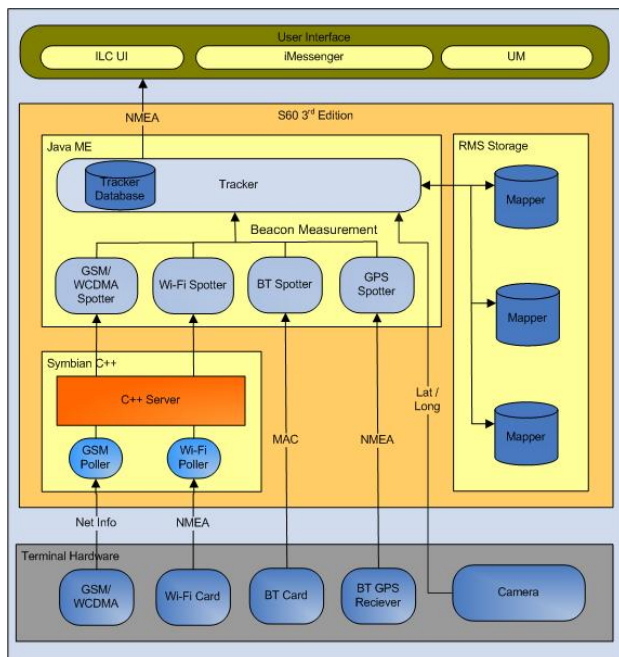 User Interface
ILC UI
iMessenger
UM
NMEA
S60 3rd Edition
Java ME
RMS Storage
Tracker
Database
Tracker
Mapper
Beacon Measurement
GSM/
WCDMA
Spotter
Wi-Fi Spotter
BT Spotter
GPS
Spotter
Mapper
Symbian C++
C++ Server
Lat /
Long
GSM
Poller
Wi-Fi
Poller
MAC
NMEA
Mapper
Net Info
NMEA
Terminal Hardware
GSM/
WCDMA
Wi-Fi Card
BT Card
BT GPS
Reciever
Camera